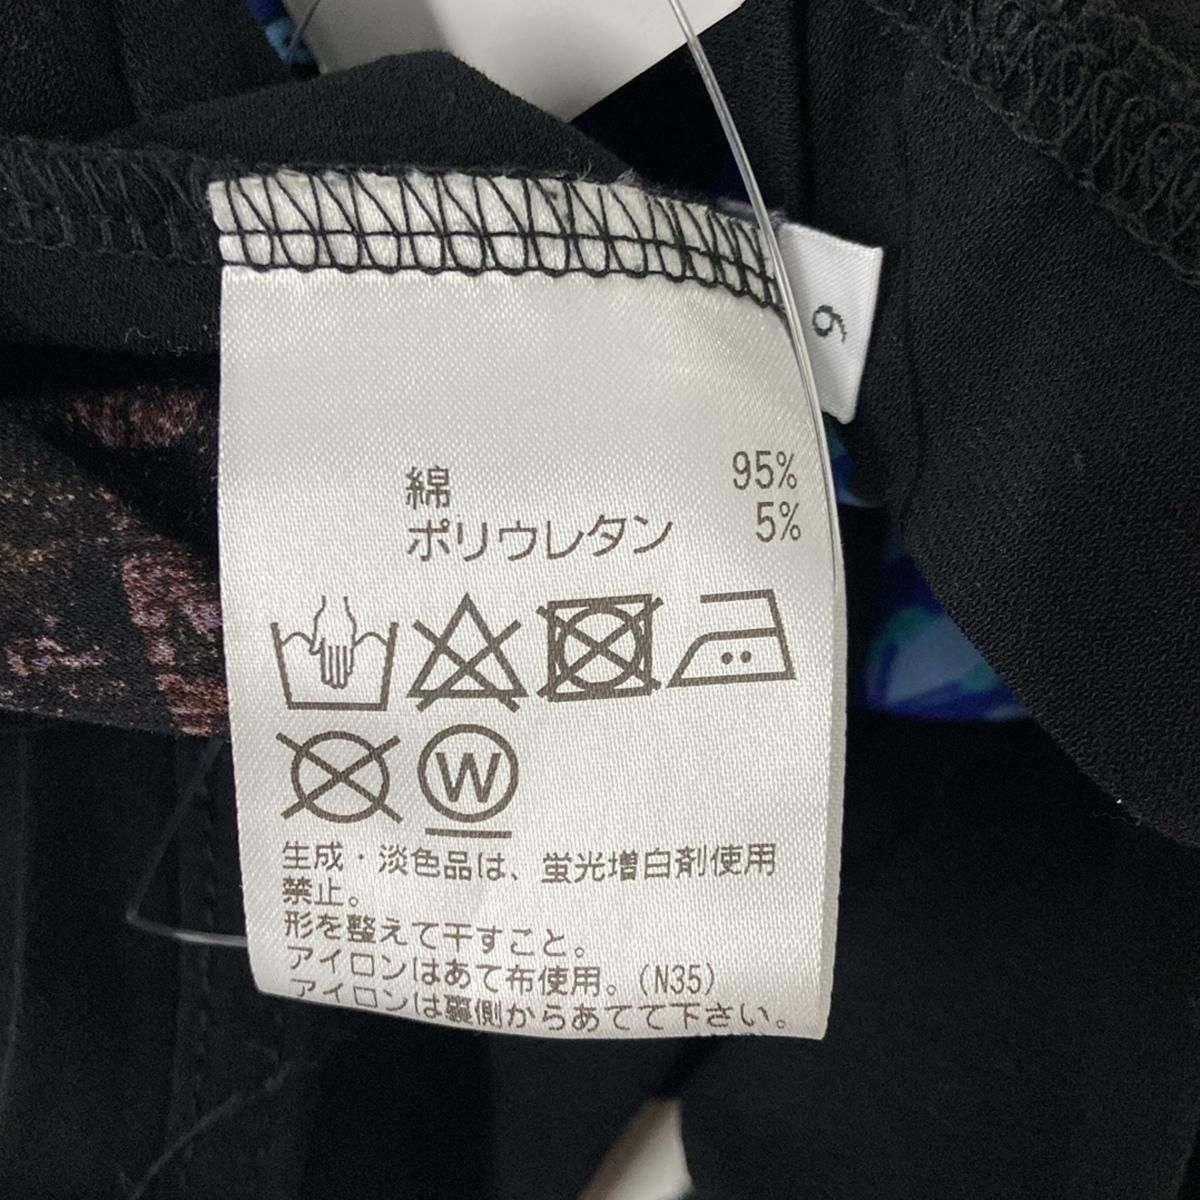 綿 95%
ポリウレタン 5%
W
生成・淡色品は、蛍光増白剤使用
禁止。
形を整えて干すこと。
アイロンはあて布使用。(N35)
アイロンは裏側からあてて下さい。